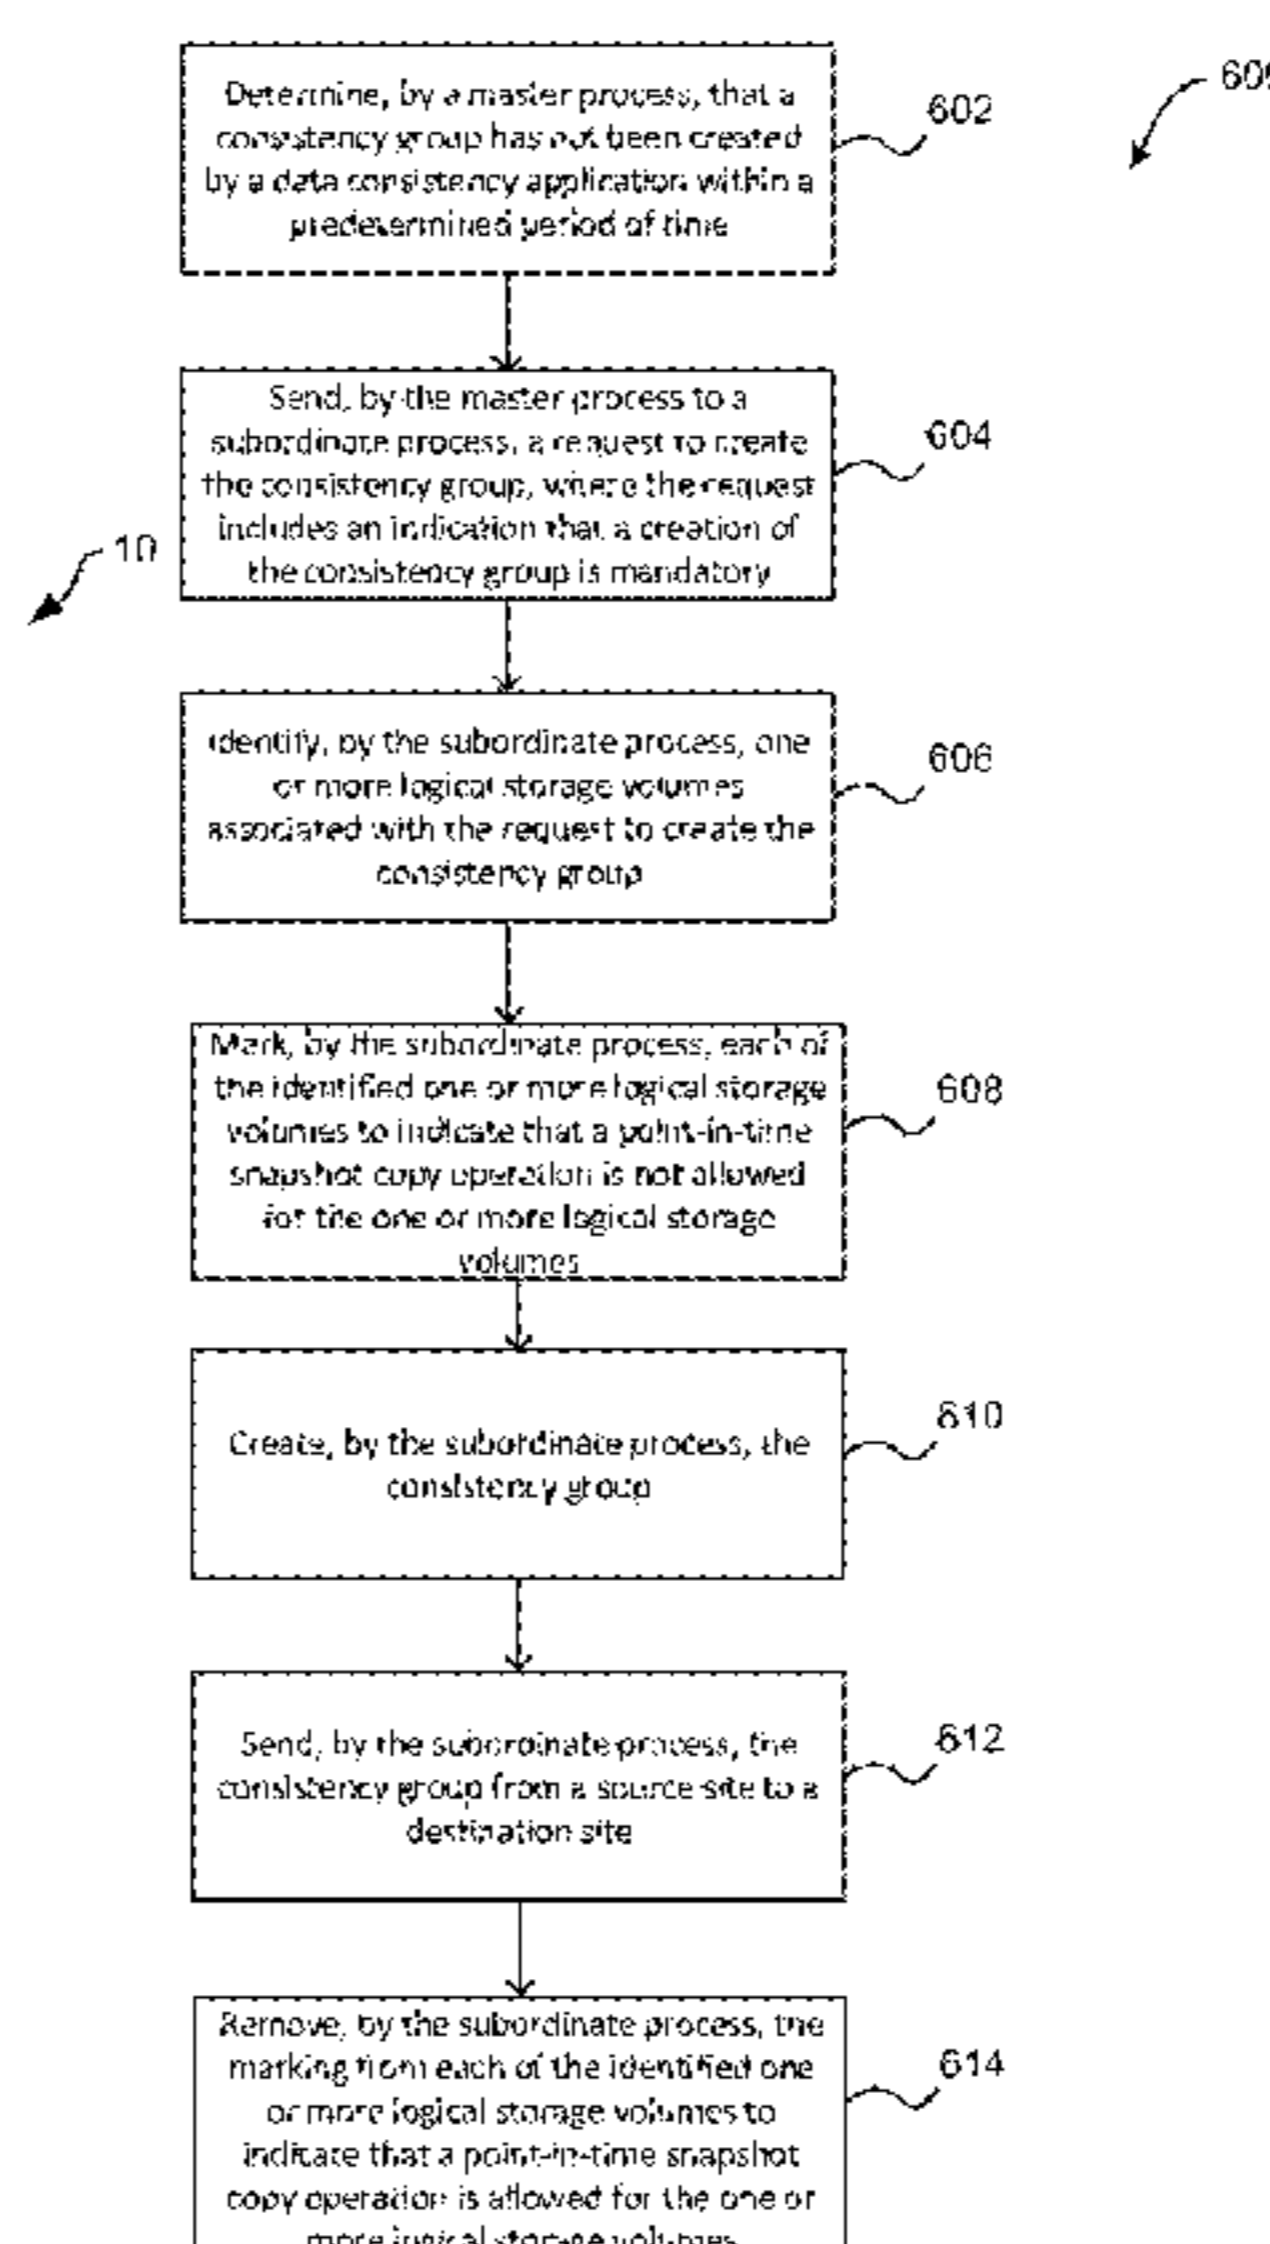 Determine, by a master process, that a
consistency group has not been created
by a data consistency application within a
predetermined period of time
602
Send, by the master process to a
subordinate process, a request to create
the consistency group, where the request
includes an indication that a creation of
the consistency group is mandatory
604
10
Identify, by the subordinate process, one
or more logical storage volumes
associated with the request to create the
consistency group
606
Mark, by the subordinate process, each of
the identified one or more logical storage
volumes to indicate that a point-in-time
snapshot copy operation is not allowed
for the one or more logical storage
volumes
608
Create, by the subordinate process, the
consistency group
610
Send, by the subordinate process, the
consistency group from a source site to a
destination site
612
Remove, by the subordinate process, the
marking from each of the identified one
or more logical storage volumes to
indicate that a point-in-time snapshot
copy operation is allowed for the one or
more logical storage volumes
614